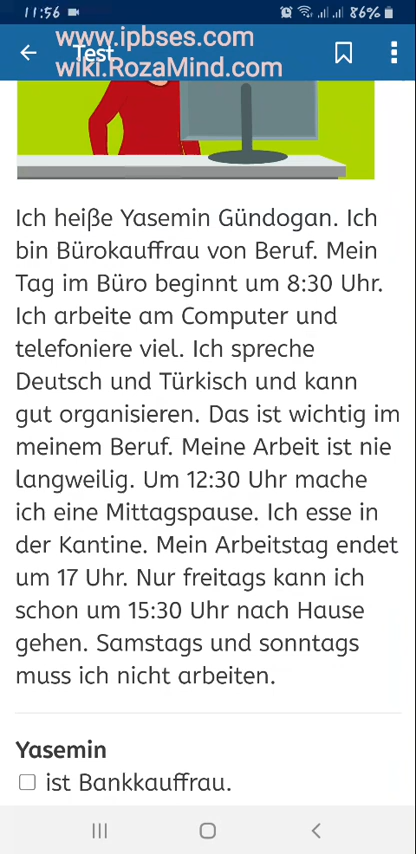 11:56 86%
www.ipbses.com
Test
wiki.RozaMind.com
Ich heiße Yasemin Gündogan. Ich
bin Bürokauffrau von Beruf. Mein
Tag im Büro beginnt um 8:30 Uhr.
Ich arbeite am Computer und
telefoniere viel. Ich spreche
Deutsch und Türkisch und kann
gut organisieren. Das ist wichtig im
meinem Beruf. Meine Arbeit ist nie
langweilig. Um 12:30 Uhr mache
ich eine Mittagspause. Ich esse in
der Kantine. Mein Arbeitstag endet
um 17 Uhr. Nur freitags kann ich
schon um 15:30 Uhr nach Hause
gehen. Samstags und sonntags
muss ich nicht arbeiten.
Yasemin
ist Bankkauffrau.